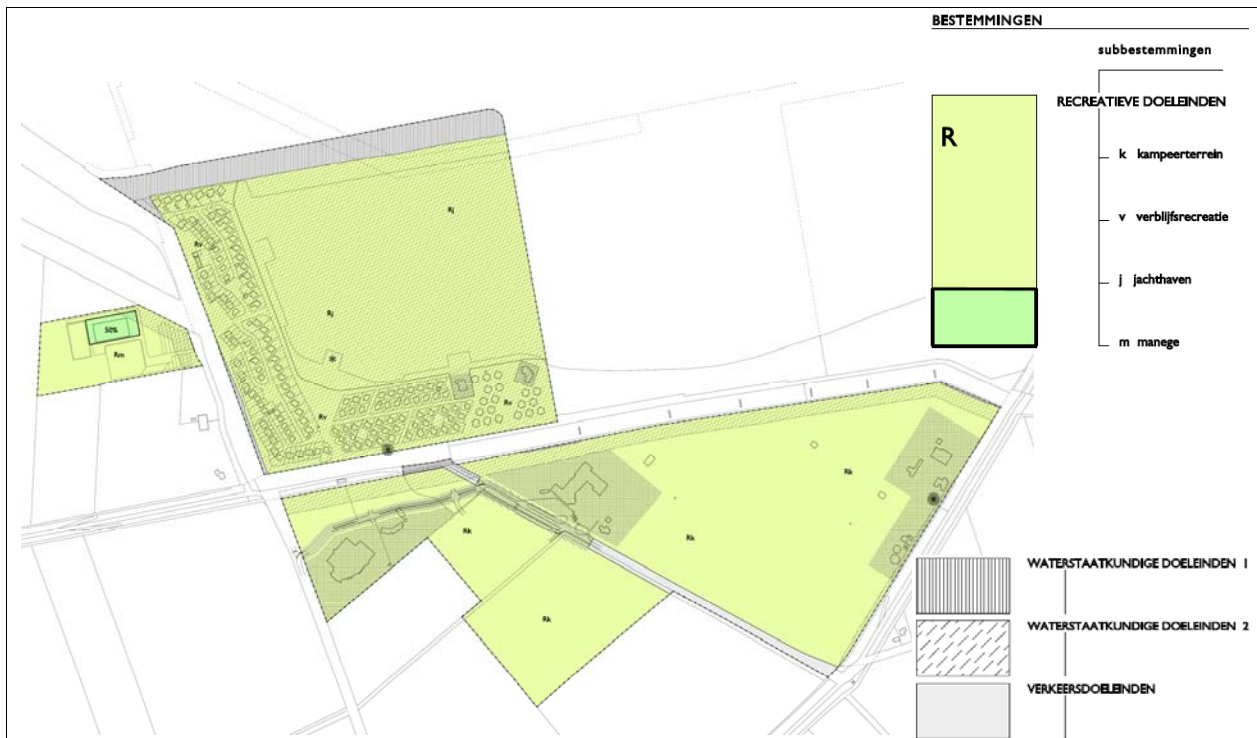 BESTEMMINGEN
subbestemmingen
RECREATIEVE DOELEINDEN
R
k kampeerterrein
v verblijfsrecreatie
j jachthaven
m manege
Rj
Rv
50%
Rm
Rj
*
Rv
Rv
Rk
Rk
Rk
Rk
WATERSTAATKUNDIGE DOELEINDEN 1
WATERSTAATKUNDIGE DOELEINDEN 2
VERKEERSDOELEINDEN